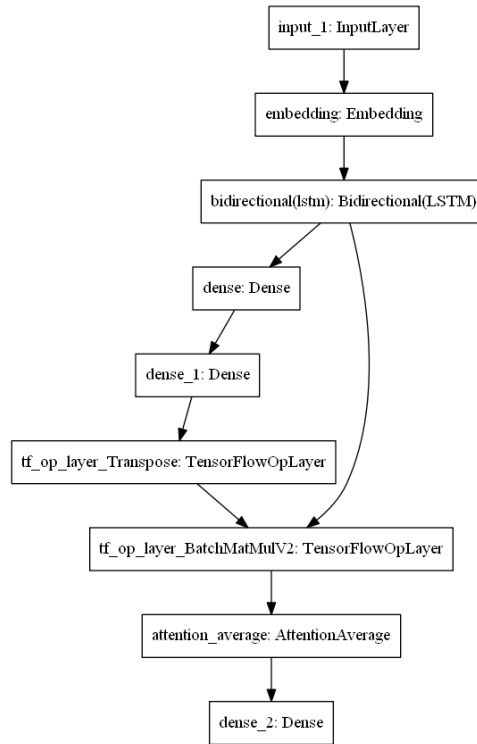 input_1: InputLayer
embedding: Embedding
bidirectional(lstm): Bidirectional(LSTM)
dense: Dense
dense_1: Dense
tf_op_layer_Transpose: TensorFlowOpLayer
tf_op_layer_BatchMatMulV2: TensorFlowOpLayer
attention_average: AttentionAverage
dense_2: Dense